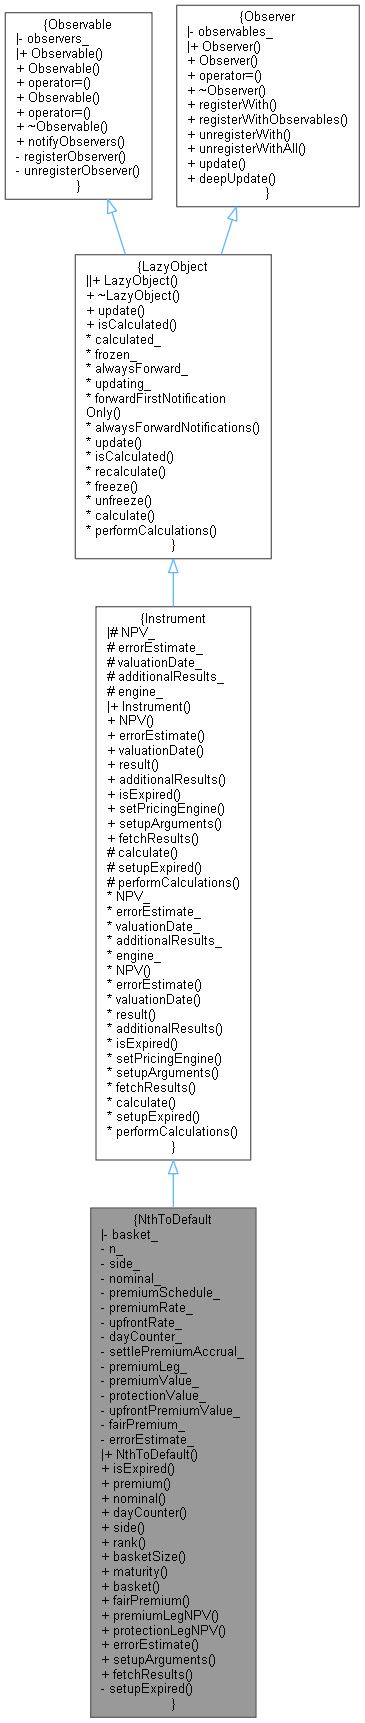 {Observable
|- observers_
|+ Observable()
+ Observable()
+ operator=()
+ Observable()
+ operator=()
+ ~Observable()
+ notifyObservers()
- registerObserver()
- unregisterObserver()
}
{Observer
|- observables_
|+ Observer()
+ Observer()
+ operator=()
+ ~Observer()
+ registerWith()
+ registerWithObservables()
+ unregisterWith()
+ unregisterWithAll()
+ update()
+ deepUpdate()
}
{LazyObject
||+ LazyObject()
+ ~LazyObject()
+ update()
+ isCalculated()
* calculated_
* frozen_
* alwaysForward_
* updating_
* forwardFirstNotification
Only()
* alwaysForwardNotifications()
* update()
* isCalculated()
* recalculate()
* freeze()
* unfreeze()
* calculate()
* performCalculations()
}
{Instrument
|# NPV_
# errorEstimate_
# valuationDate_
# additionalResults_
# engine_
|+ Instrument()
+ NPV()
+ errorEstimate()
+ valuationDate()
+ result()
+ additionalResults()
+ isExpired()
+ setPricingEngine()
+ setupArguments()
+ fetchResults()
# calculate()
# setupExpired()
# performCalculations()
* NPV_
* errorEstimate_
* valuationDate_
* additionalResults_
* engine_
* NPV()
* errorEstimate()
* valuationDate()
* result()
* additionalResults()
* isExpired()
* setPricingEngine()
* setupArguments()
* fetchResults()
* calculate()
* setupExpired()
* performCalculations()
}
{NthToDefault
|- basket_
- n_
- side_
- nominal_
- premiumSchedule_
- premiumRate_
- upfrontRate_
- dayCounter_
- settlePremiumAccrual_
- premiumLeg_
- premiumValue_
- protectionValue_
- upfrontPremiumValue_
- fairPremium_
- errorEstimate_
|+ NthToDefault()
+ isExpired()
+ premium()
+ nominal()
+ dayCounter()
+ side()
+ rank()
+ basketSize()
+ maturity()
+ basket()
+ fairPremium()
+ premiumLegNPV()
+ protectionLegNPV()
+ errorEstimate()
+ setupArguments()
+ fetchResults()
- setupExpired()
}